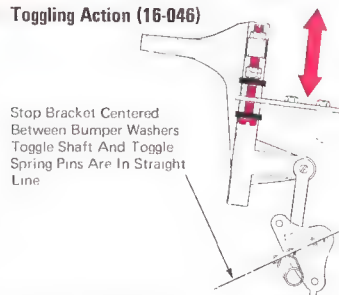 Toggling Action (16-046)
Stop Bracket Centered
Between Bumper Washers
Toggle Shaft And Toggle
Spring Pins Are In Straight
Line